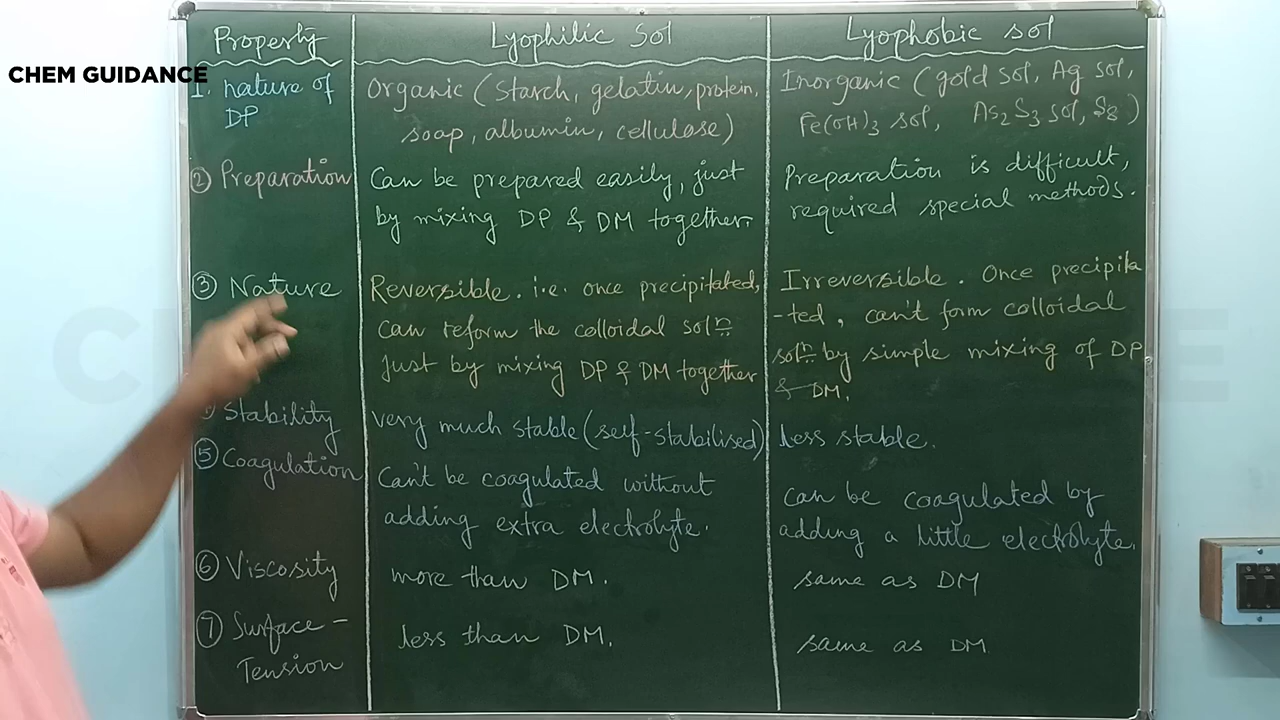 CHEM GUIDANCE
Property
Lyophilic Sol
Lyophobic sol
1. nature of
DP
Organic (Starch, gelatin, protein,
soap, albumin, cellulose)
Inorganic (gold sol, Ag sol,
Fe(OH)3 sol, As2S3 sol, S8)
② Preparation
Can be prepared easily, just
by mixing DP & DM together.
Preparation is difficult,
required special methods.
③ Nature
Reversible. i.e. once precipitated,
can reform the colloidal solⁿ
just by mixing DP & DM together
Irreversible. Once precipita
-ted, can't form colloidal
solⁿ by simple mixing of DP
& DM.
Stability
very much stable (self-stabilised)
less stable.
⑤ Coagulation
Can't be coagulated without
adding extra electrolyte.
can be coagulated by
adding a little electrolyte.
⑥ Viscosity
more than DM.
same as DM
⑦ Surface -
Tension
less than DM.
same as DM